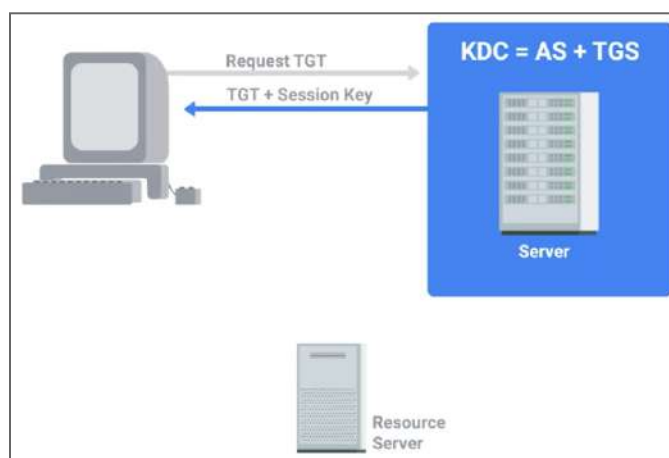 Request TGT
TGT + Session Key
KDC = AS + TGS
Server
Resource
Server